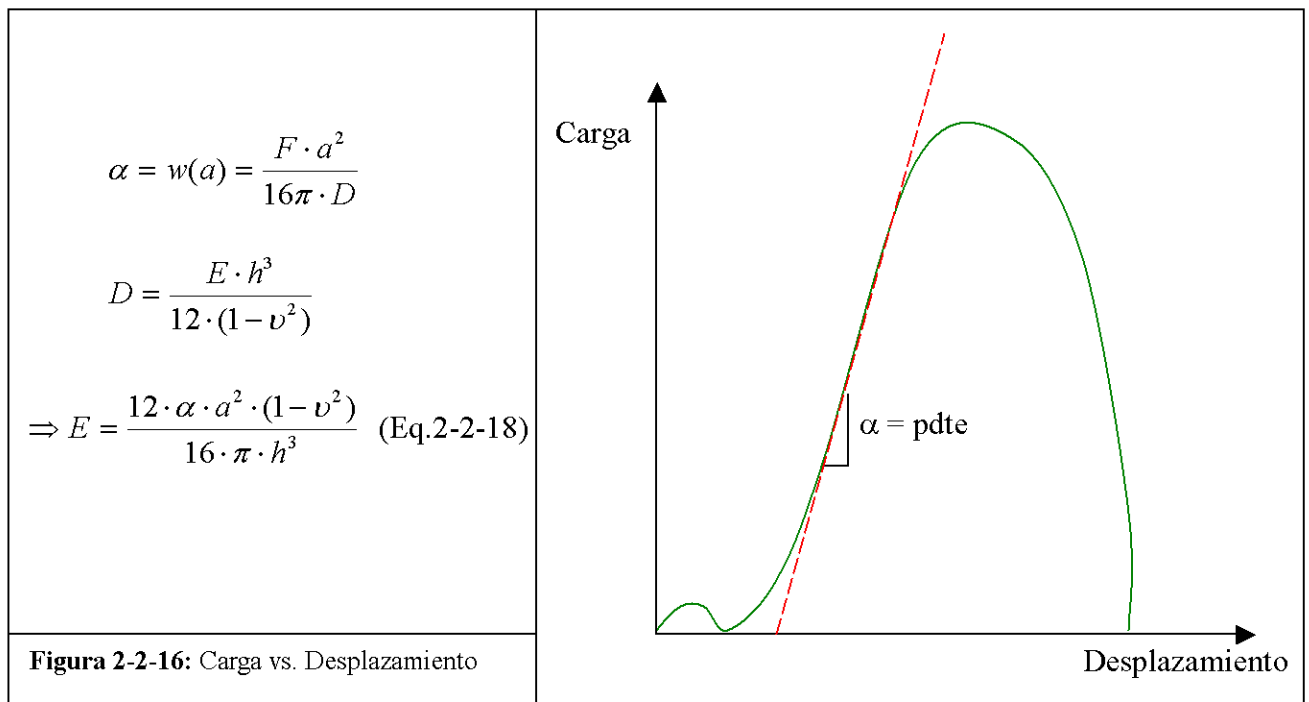 α = w(a) = F · a² / 16π · D
D = E · h³ / 12 · (1 − υ²)
⇒ E = 12 · α · a² · (1 − υ²) / 16 · π · h³ (Eq.2-2-18)
Figura 2-2-16: Carga vs. Desplazamiento
Carga
α = pdte
Desplazamiento